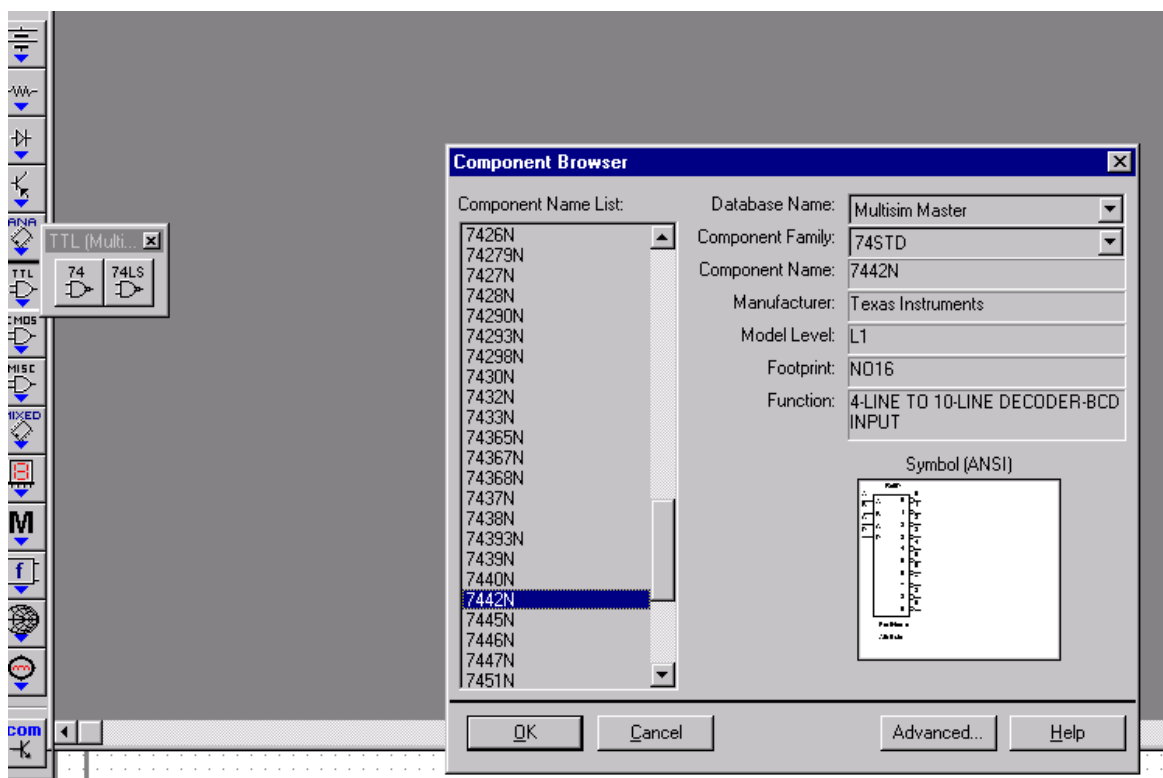 ANA
TTL
CMOS
MISC
MIXED
M
f
com
TTL (Multi...
74
74LS
Component Browser
Component Name List:
7426N
74279N
7427N
7428N
74290N
74293N
74298N
7430N
7432N
7433N
74365N
74367N
74368N
7437N
7438N
74393N
7439N
7440N
7442N
7445N
7446N
7447N
7451N
Database Name: Multisim Master
Component Family: 74STD
Component Name: 7442N
Manufacturer: Texas Instruments
Model Level: L1
Footprint: NO16
Function: 4-LINE TO 10-LINE DECODER-BCD
INPUT
Symbol (ANSI)
OK
Cancel
Advanced...
Help